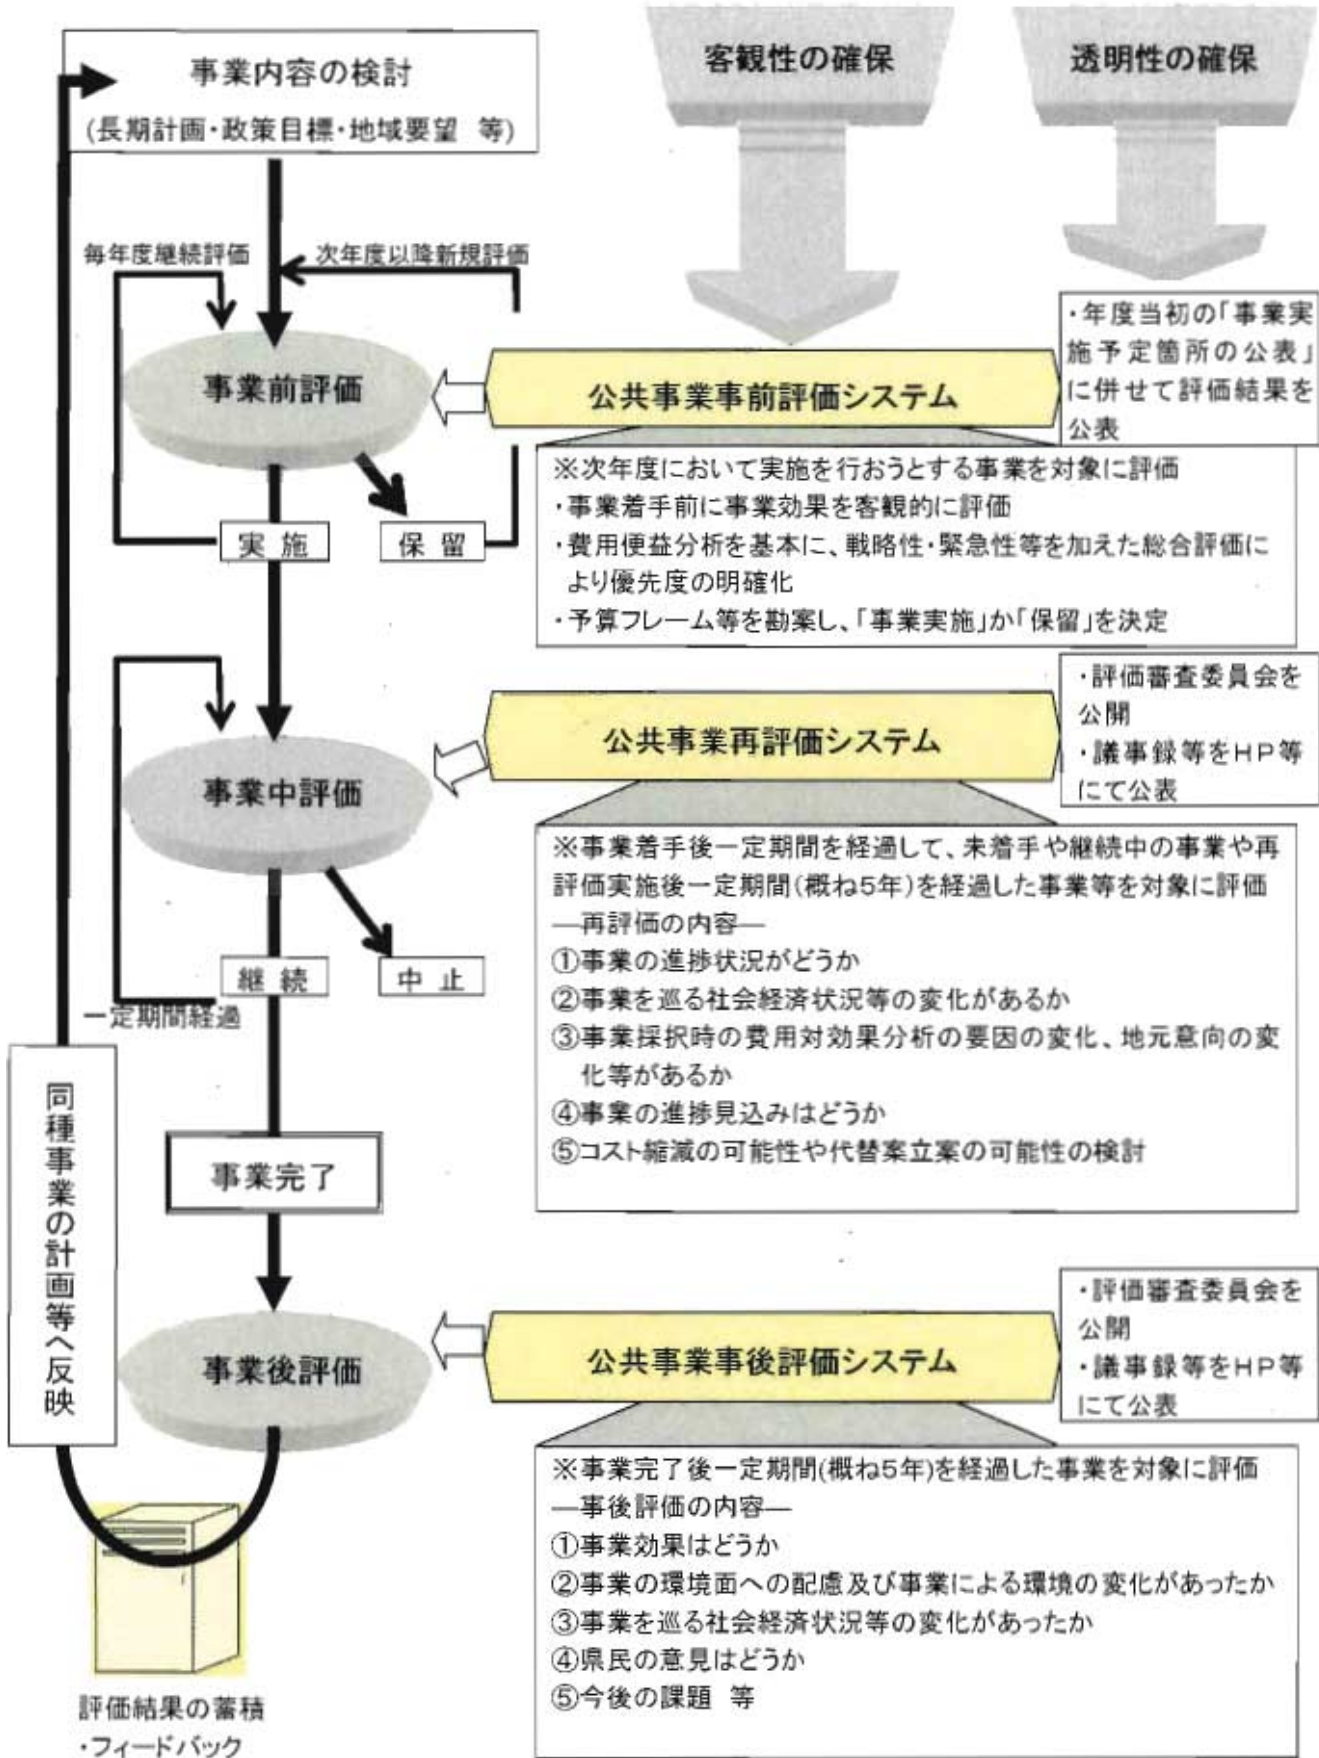 事業内容の検討
(長期計画・政策目標・地域要望 等)
客観性の確保
透明性の確保
毎年度継続評価
次年度以降新規評価
事業前評価
公共事業事前評価システム
・年度当初の「事業実
施予定箇所の公表」
に併せて評価結果を
公表
実 施
保 留
※次年度において実施を行おうとする事業を対象に評価
・事業着手前に事業効果を客観的に評価
・費用便益分析を基本に、戦略性・緊急性等を加えた総合評価に
より優先度の明確化
・予算フレーム等を勘案し、「事業実施」か「保留」を決定
事業中評価
公共事業再評価システム
・評価審査委員会を
公開
・議事録等をHP等
にて公表
継 続
中 止
一定期間経過
※事業着手後一定期間を経過して、未着手や継続中の事業や再
評価実施後一定期間(概ね5年)を経過した事業等を対象に評価
―再評価の内容―
①事業の進捗状況がどうか
②事業を巡る社会経済状況等の変化があるか
③事業採択時の費用対効果分析の要因の変化、地元意向の変
化等があるか
④事業の進捗見込みはどうか
⑤コスト縮減の可能性や代替案立案の可能性の検討
同種事業の計画等へ反映
事業完了
事業後評価
公共事業事後評価システム
・評価審査委員会を
公開
・議事録等をHP等
にて公表
※事業完了後一定期間(概ね5年)を経過した事業を対象に評価
―事後評価の内容―
①事業効果はどうか
②事業の環境面への配慮及び事業による環境の変化があったか
③事業を巡る社会経済状況等の変化があったか
④県民の意見はどうか
⑤今後の課題 等
評価結果の蓄積
・フィードバック